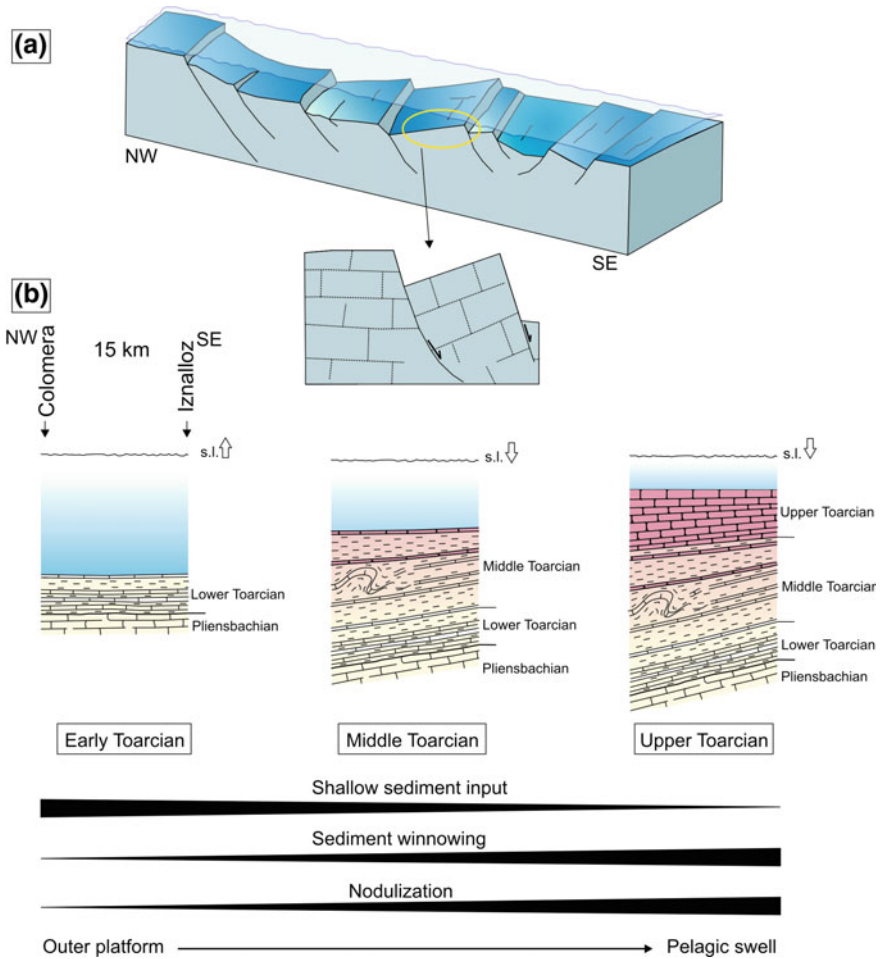 (a)
NW
SE
(b)
NW
SE
Colomera
15 km
Iznalloz
s.l.
s.l.
s.l.
Lower Toarcian
Pliensbachian
Middle Toarcian
Lower Toarcian
Pliensbachian
Upper Toarcian
Middle Toarcian
Lower Toarcian
Pliensbachian
Early Toarcian
Middle Toarcian
Upper Toarcian
Shallow sediment input
Sediment winnowing
Nodulization
Outer platform
Pelagic swell